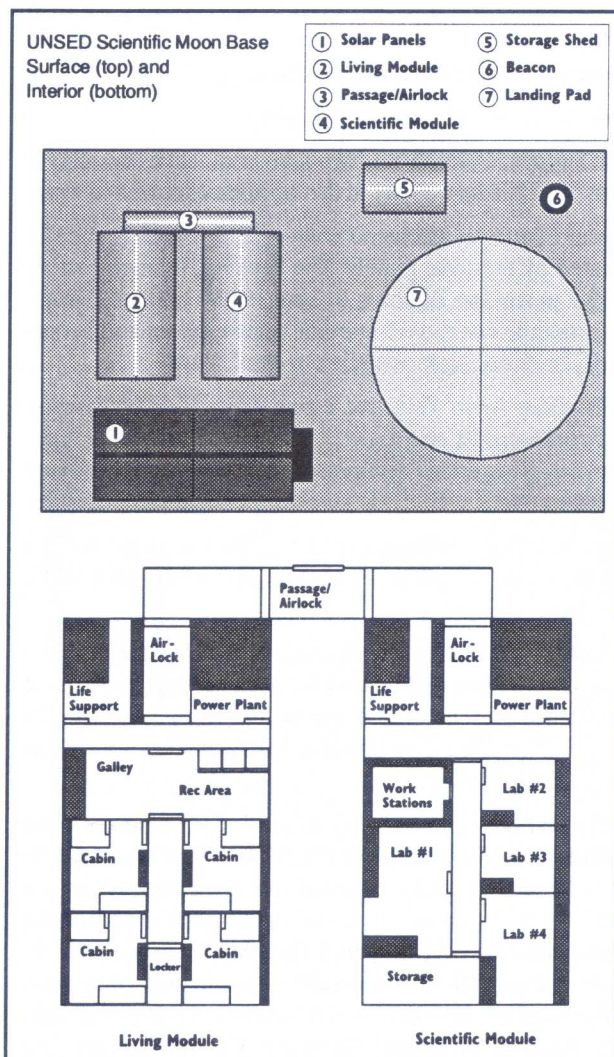 UNSED Scientific Moon Base
Surface (top) and
Interior (bottom)
1 Solar Panels
2 Living Module
3 Passage/Airlock
4 Scientific Module
5 Storage Shed
6 Beacon
7 Landing Pad
5
6
3
2
4
7
1
Passage/
Airlock
Air-
Lock
Life
Support
Power Plant
Galley
Rec Area
Cabin
Cabin
Cabin
Cabin
Locker
Living Module
Air-
Lock
Life
Support
Power Plant
Work
Stations
Lab #2
Lab #1
Lab #3
Lab #4
Storage
Scientific Module